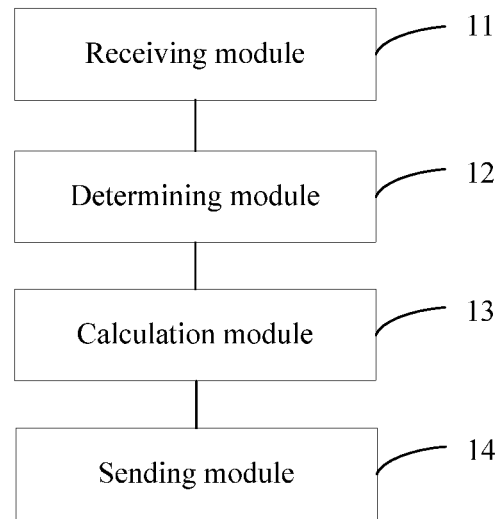 Receiving module 11
Determining module 12
Calculation module 13
Sending module 14